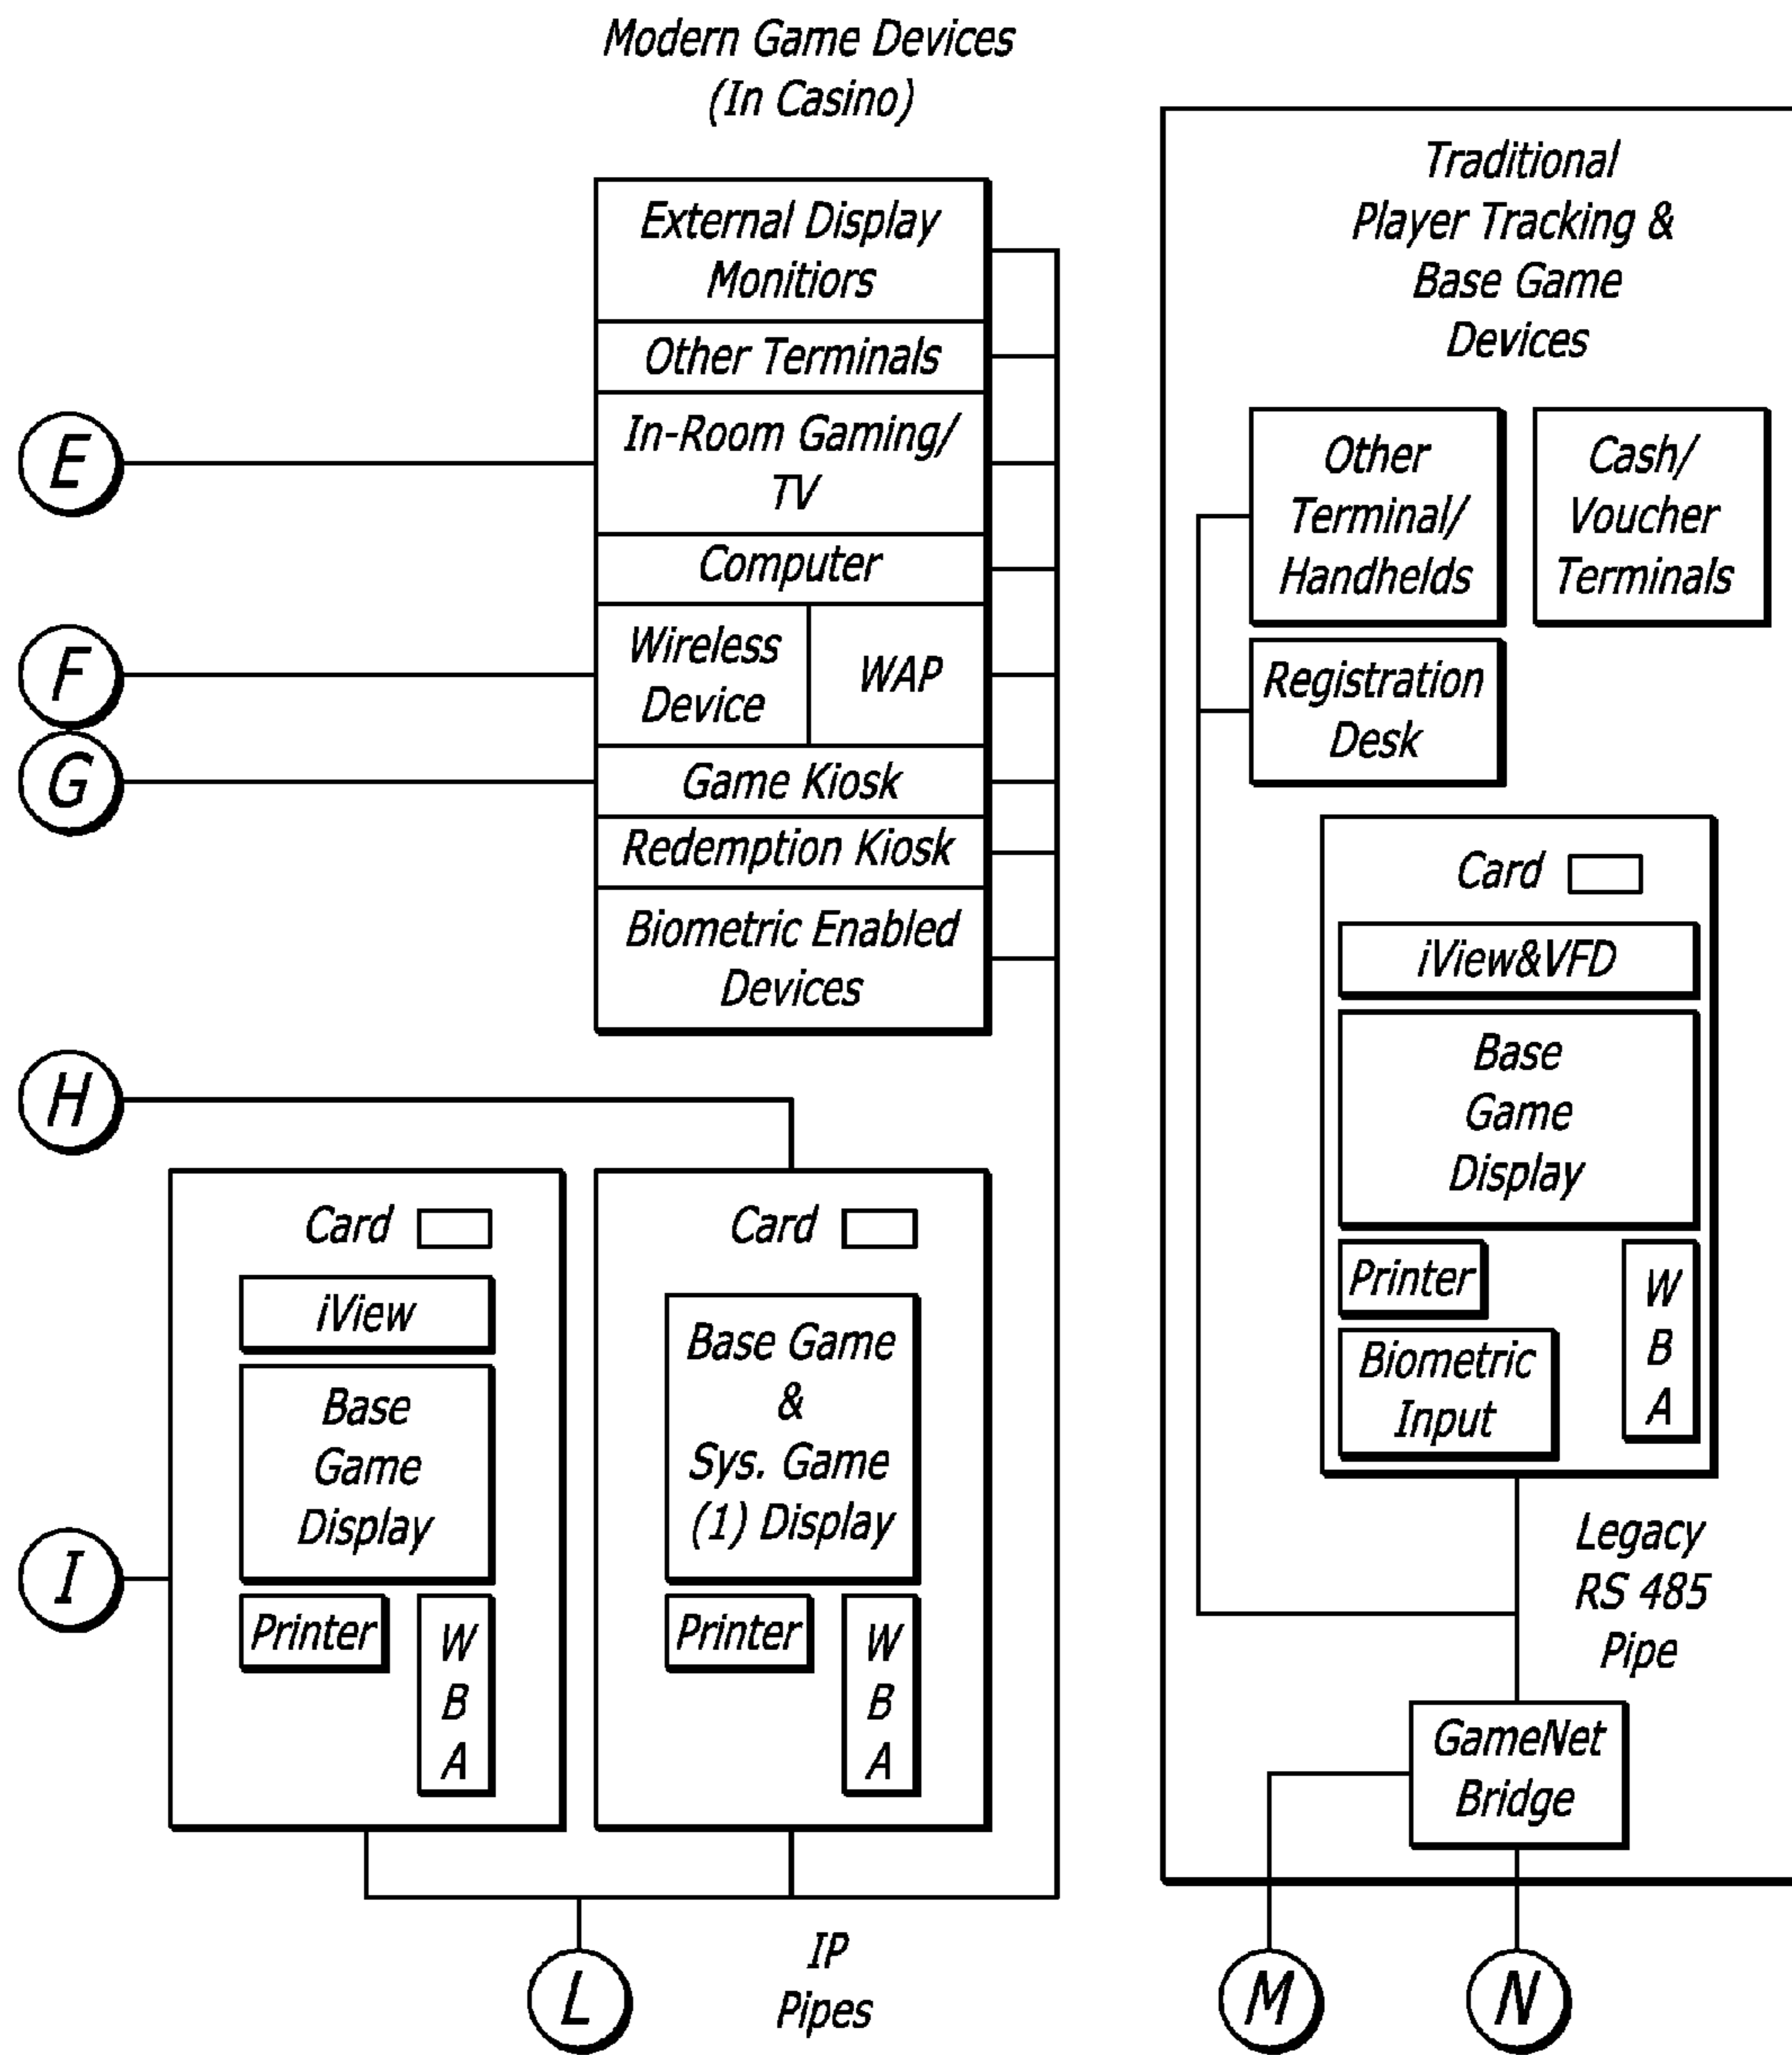 Modern Game Devices
(In Casino)
External Display
Monitiors
Other Terminals
E
In-Room Gaming/
TV
Computer
F
Wireless
Device
WAP
G
Game Kiosk
Redemption Kiosk
Biometric Enabled
Devices
H
I
Card
iView
Base
Game
Display
Printer
W
B
A
Card
Base Game
&
Sys. Game
(1) Display
Printer
W
B
A
L
IP
Pipes
Traditional
Player Tracking &
Base Game
Devices
Other
Terminal/
Handhelds
Cash/
Voucher
Terminals
Registration
Desk
Card
iView&VFD
Base
Game
Display
Printer
Biometric
Input
W
B
A
Legacy
RS 485
Pipe
GameNet
Bridge
M
N